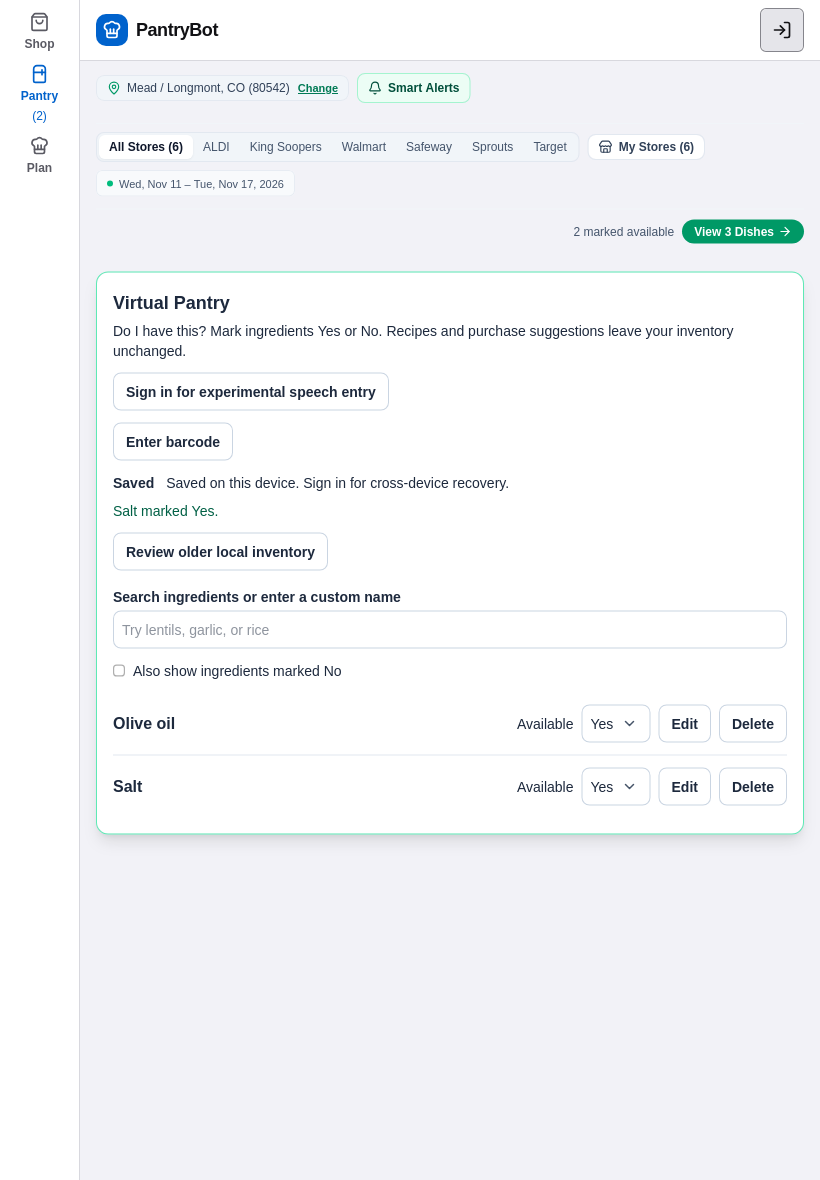 Shop
Pantry
(2)
Plan
PantryBot
Mead / Longmont, CO (80542) Change
Smart Alerts
All Stores (6) ALDI King Soopers Walmart Safeway Sprouts Target
My Stores (6)
Wed, Nov 11 – Tue, Nov 17, 2026
2 marked available View 3 Dishes
Virtual Pantry
Do I have this? Mark ingredients Yes or No. Recipes and purchase suggestions leave your inventory
unchanged.
Sign in for experimental speech entry
Enter barcode
Saved Saved on this device. Sign in for cross-device recovery.
Salt marked Yes.
Review older local inventory
Search ingredients or enter a custom name
Try lentils, garlic, or rice
Also show ingredients marked No
Olive oil Available Yes Edit Delete
Salt Available Yes Edit Delete